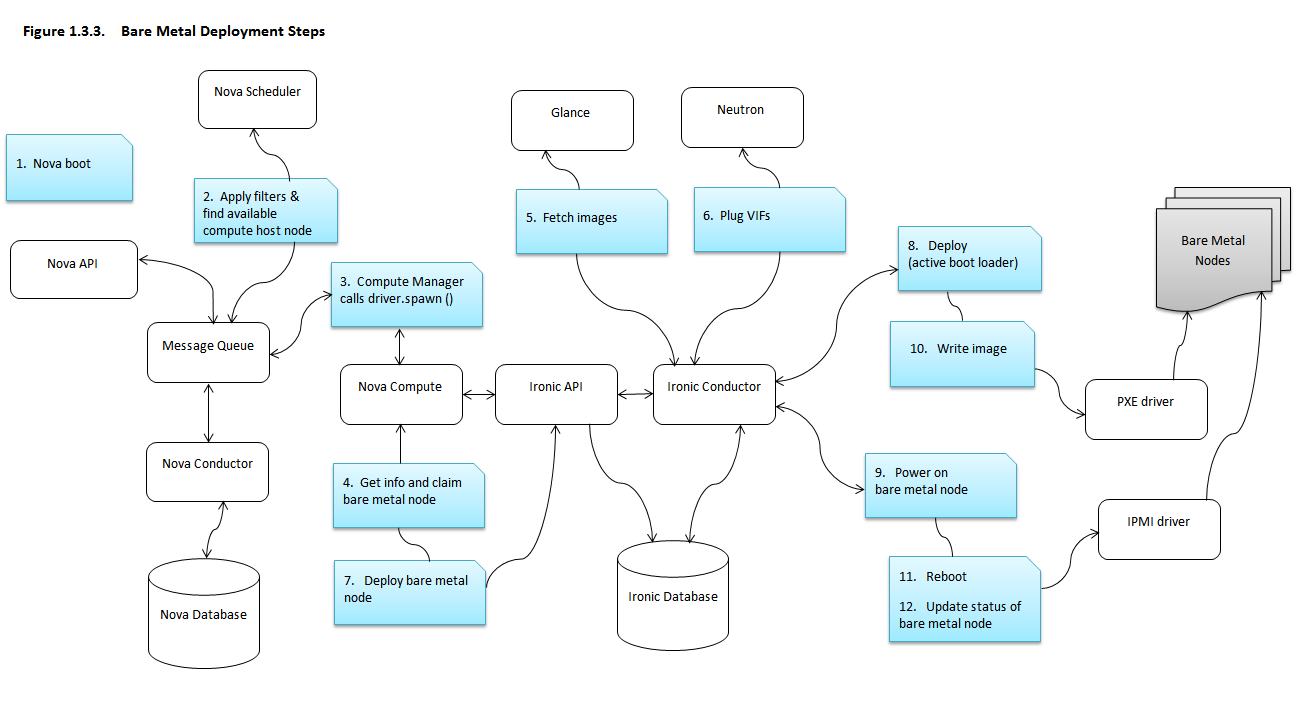 Figure 1.3.3. Bare Metal Deployment Steps
Nova Scheduler
Glance
Neutron
1. Nova boot
2. Apply filters &
find available
compute host node
5. Fetch images
6. Plug VIFs
Bare Metal
Nodes
Nova API
8. Deploy
(active boot loader)
3. Compute Manager
calls driver.spawn ()
Message Queue
10. Write image
Nova Compute
Ironic API
Ironic Conductor
PXE driver
Nova Conductor
4. Get info and claim
bare metal node
9. Power on
bare metal node
IPMI driver
7. Deploy bare metal
node
11. Reboot
12. Update status of
bare metal node
Nova Database
Ironic Database